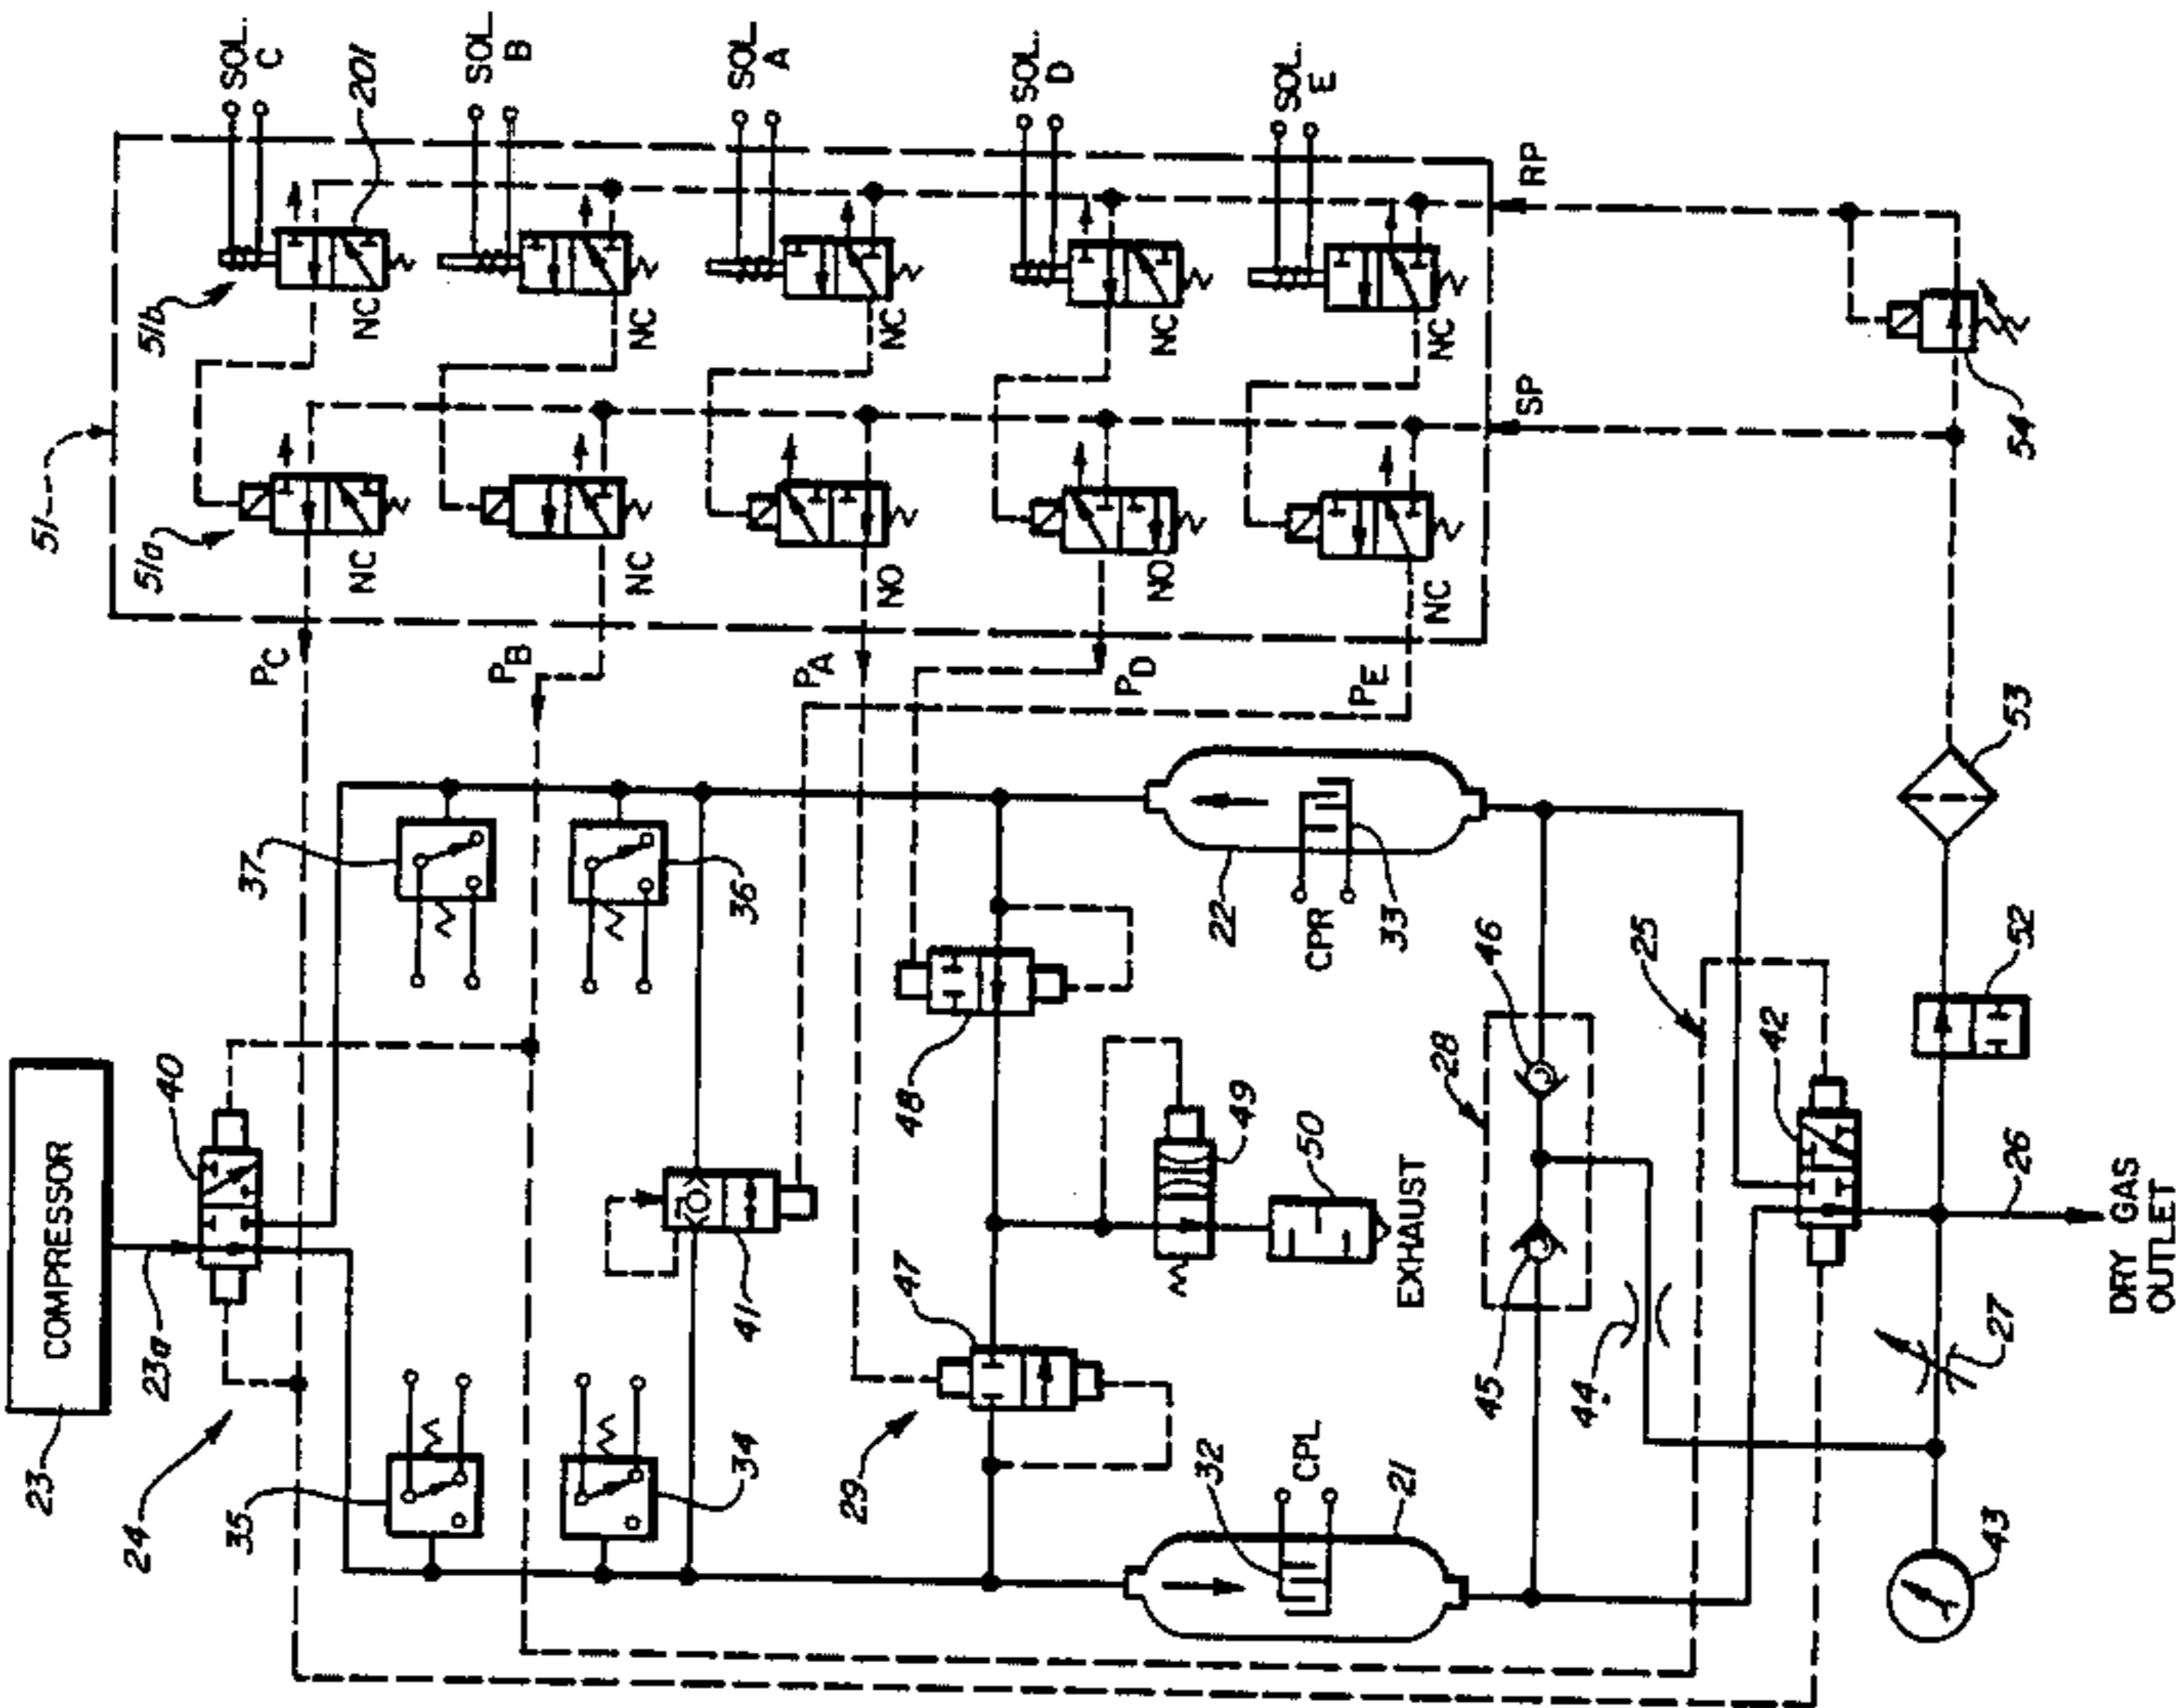 SOL.
C
SOL
B
SOL
A
SOL.
D
SOL.
E
201
51
51b
51a
NC
NC
NC
NC
NC
NC
NC
NO
NO
NC
RP
SP
54
PC
PB
PA
PD
PE
53
37
36
22
CPR
33
46
25
52
COMPRESSOR
40
23a
23
24
35
34
41
48
47
49
50
EXHAUST
28
42
26
DRY GAS
OUTLET
29
32
CPL
21
45
44
27
43